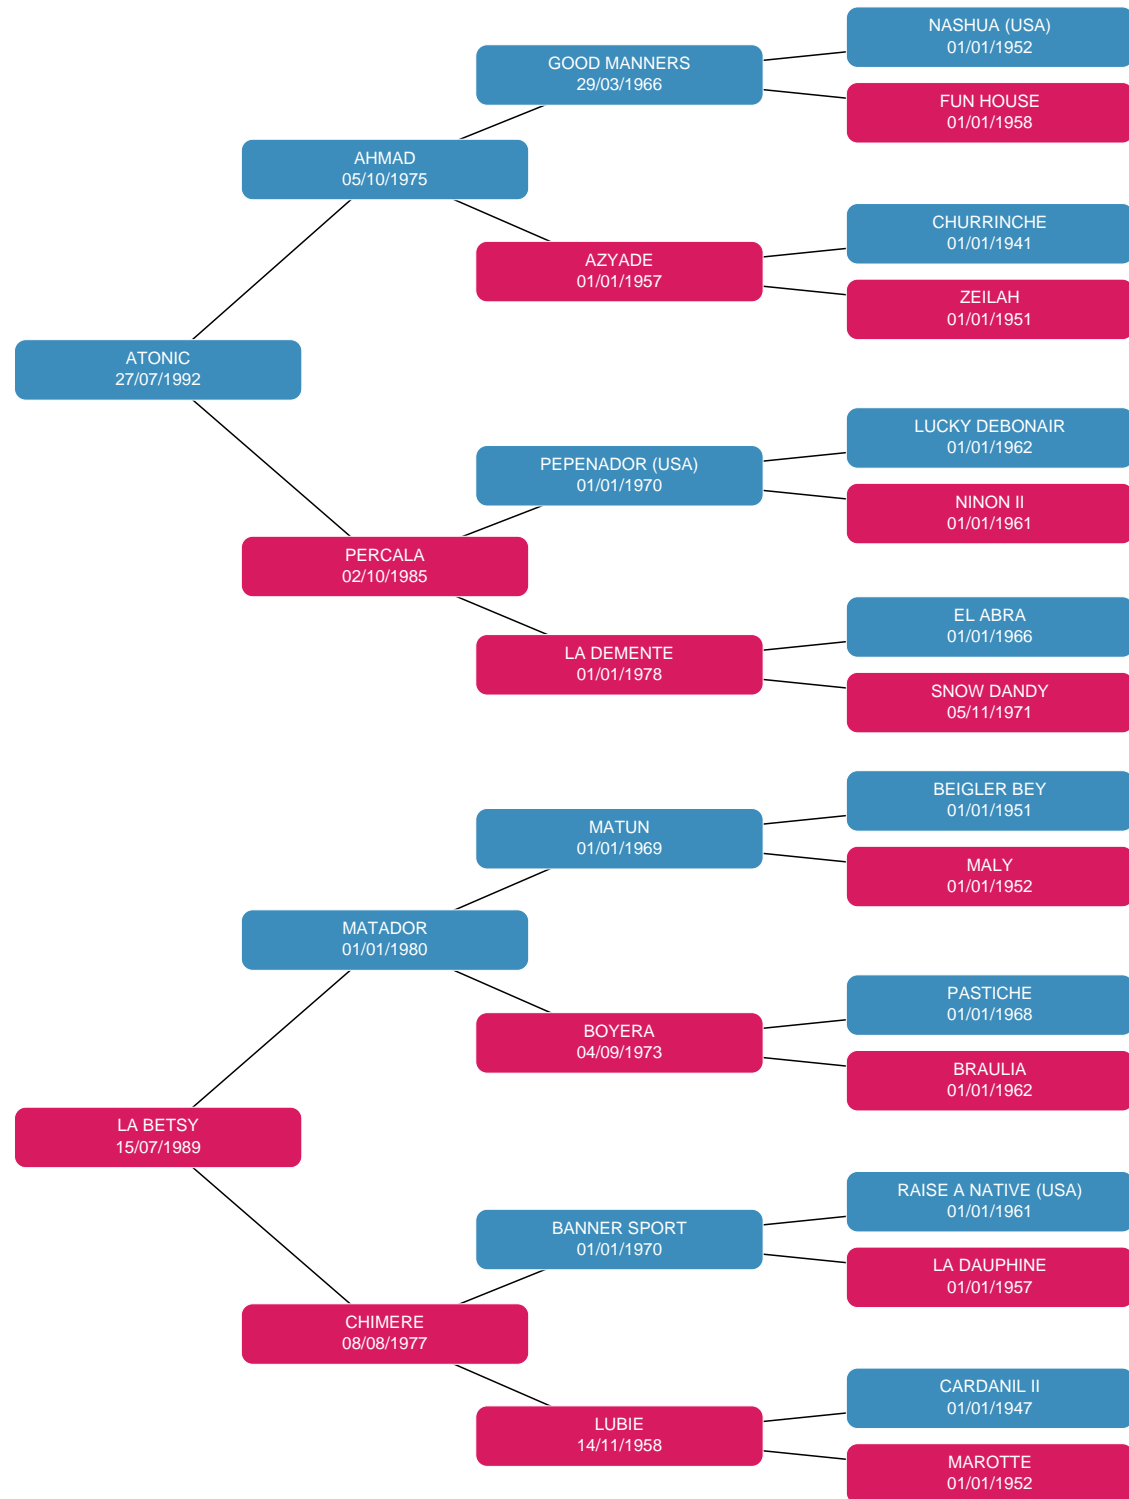 NASHUA (USA)
01/01/1952
GOOD MANNERS
29/03/1966
FUN HOUSE
01/01/1958
AHMAD
05/10/1975
CHURRINCHE
01/01/1941
AZYADE
01/01/1957
ZEILAH
01/01/1951
ATONIC
27/07/1992
LUCKY DEBONAIR
01/01/1962
PEPENADOR (USA)
01/01/1970
NINON II
01/01/1961
PERCALA
02/10/1985
EL ABRA
01/01/1966
LA DEMENTE
01/01/1978
SNOW DANDY
05/11/1971
BEIGLER BEY
01/01/1951
MATUN
01/01/1969
MALY
01/01/1952
MATADOR
01/01/1980
PASTICHE
01/01/1968
BOYERA
04/09/1973
BRAULIA
01/01/1962
LA BETSY
15/07/1989
RAISE A NATIVE (USA)
01/01/1961
BANNER SPORT
01/01/1970
LA DAUPHINE
01/01/1957
CHIMERE
08/08/1977
CARDANIL II
01/01/1947
LUBIE
14/11/1958
MAROTTE
01/01/1952